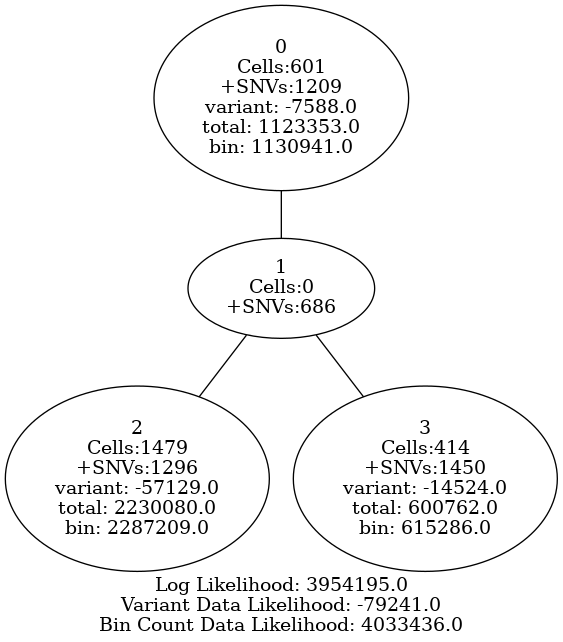 0
Cells:601
+SNVs:1209
variant: -7588.0
total: 1123353.0
bin: 1130941.0
1
Cells:0
+SNVs:686
2
Cells:1479
+SNVs:1296
variant: -57129.0
total: 2230080.0
bin: 2287209.0
3
Cells:414
+SNVs:1450
variant: -14524.0
total: 600762.0
bin: 615286.0
Log Likelihood: 3954195.0
Variant Data Likelihood: -79241.0
Bin Count Data Likelihood: 4033436.0